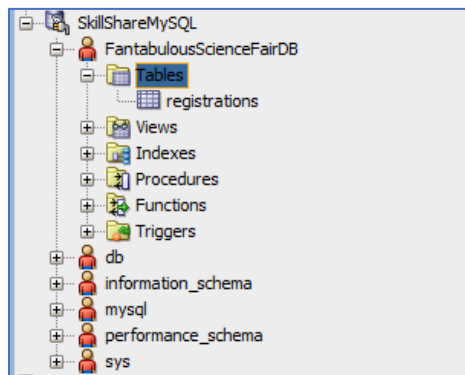 SkillShareMySQL
FantabulousScienceFairDB
Tables
registrations
Views
Indexes
Procedures
Functions
Triggers
db
information_schema
mysql
performance_schema
sys